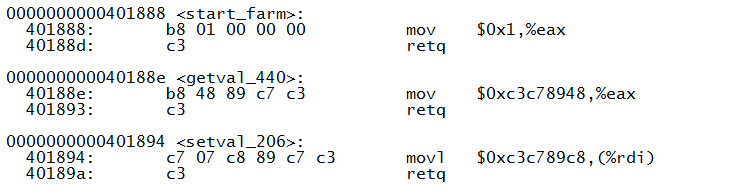 0000000000401888 <start_farm>:
401888: b8 01 00 00 00 mov $0x1,%eax
40188d: c3 retq
000000000040188e <getval_440>:
40188e: b8 48 89 c7 c3 mov $0xc3c78948,%eax
401893: c3 retq
0000000000401894 <setval_206>:
401894: c7 07 c8 89 c7 c3 movl $0xc3c789c8,(%rdi)
40189a: c3 retq